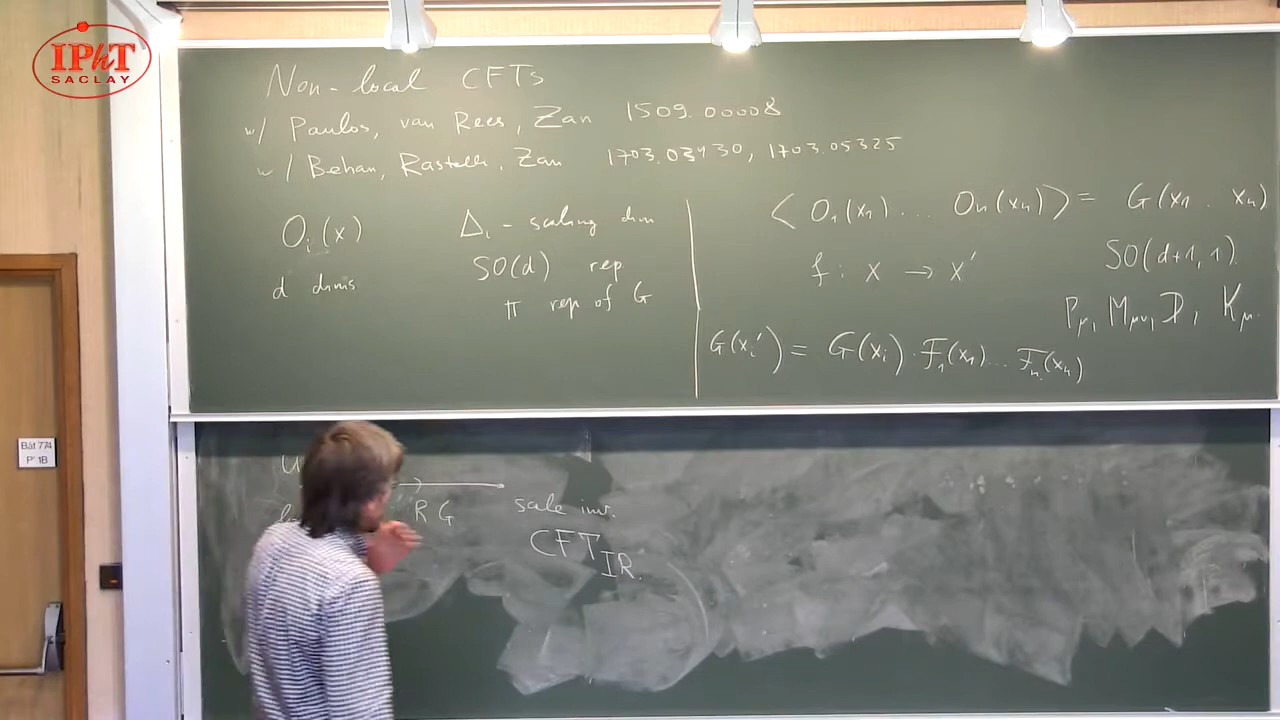 IPhT
SACLAY
Bât 774
P' 1B
Non-local CFTs
w/ Paulos, van Rees, Zan 1509.00008
w/ Behan, Rastelli, Zan 1703.03430, 1703.05325
O_i(x) Δ_i - scaling dim
d dims SO(d) rep
π rep of G
< O_1(x_1) .... O_n(x_n) > = G(x_1 . x_n)
f : x → x' SO(d+1,1)
P_μ, M_μν, D, K_μ.
G(x_i') = G(x_i) . F_1(x_1) ... F_n(x_n)
U
RG sale inv.
CFT_IR.